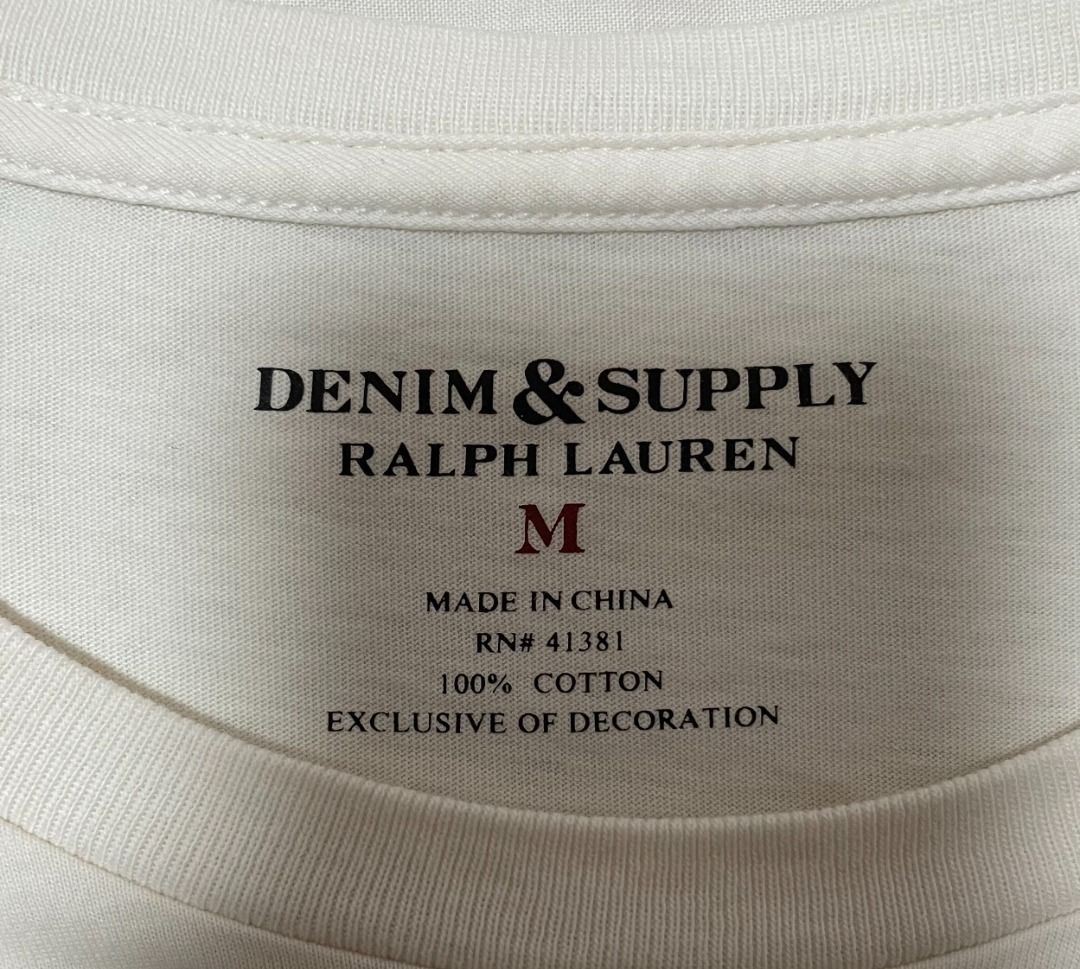 DENIM & SUPPLY
RALPH LAUREN
M
MADE IN CHINA
RN# 41381
100% COTTON
EXCLUSIVE OF DECORATION